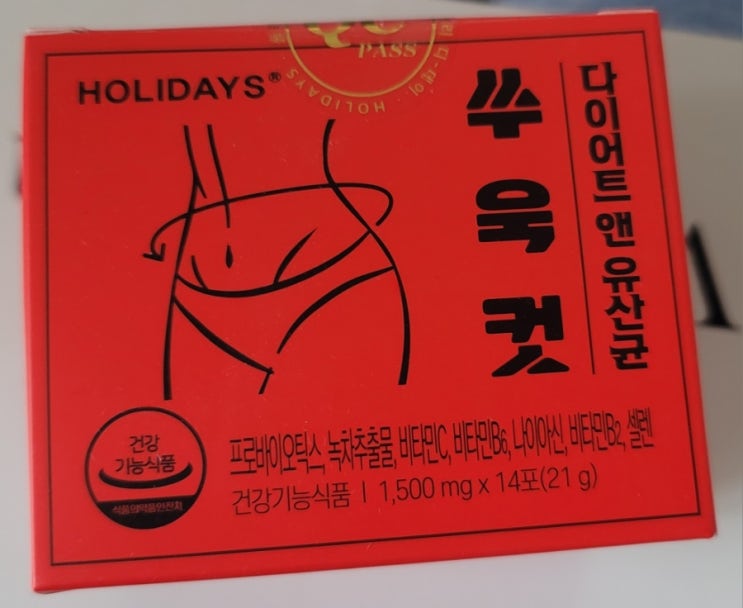 PASS
HOLIDAYS
HOLIDAYS®
쑤욱컷
다이어트 앤 유산균
건강
기능식품
식품의약품안전처
프로바이오틱스, 녹차추출물, 비타민C, 비타민B6, 나이아신, 비타민B2, 셀렌
건강기능식품 | 1,500 mg x 14포(21 g)